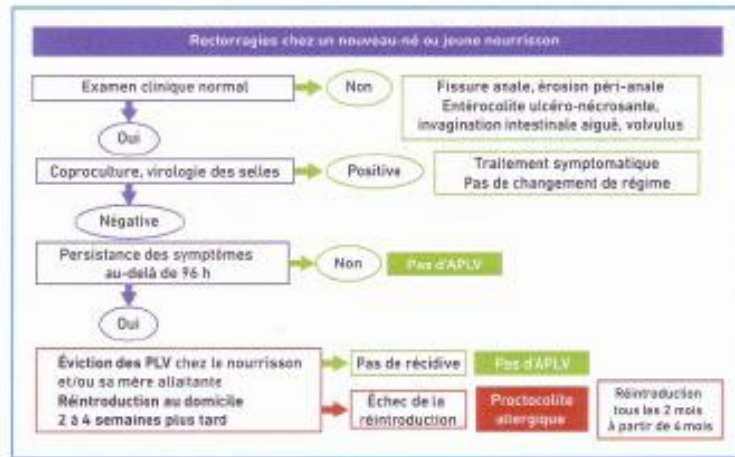 Rectorragies chez un nouveau-né ou jeune nourrisson
Examen clinique normal
Non
Fissure anale, érosion péri-anale
Entérocolite ulcéro-nécrosante,
invagination intestinale aiguë, volvulus
Oui
Coproculture, virologie des selles
Positive
Traitement symptomatique
Pas de changement de régime
Négative
Persistance des symptômes
au-delà de 96 h
Non
Pas d'APLV
Oui
Éviction des PLV chez le nourrisson
et/ou sa mère allaitante
Réintroduction au domicile
2 à 4 semaines plus tard
Pas de récidive
Pas d'APLV
Échec de la
réintroduction
Proctocolite
allergique
Réintroduction
tous les 2 mois
À partir de 4 mois